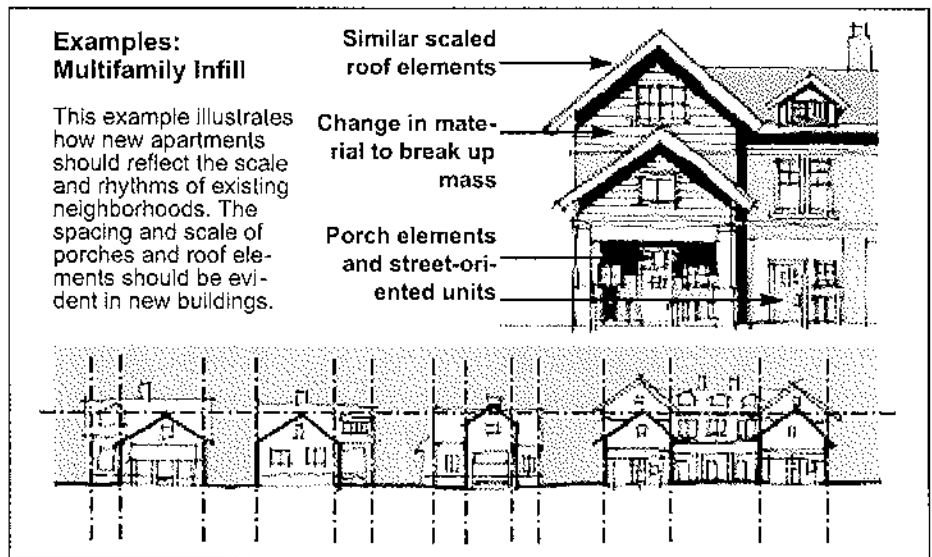 Examples:
Multifamily Infill
This example illustrates
how new apartments
should reflect the scale
and rhythms of existing
neighborhoods. The
spacing and scale of
porches and roof ele-
ments should be evi-
dent in new buildings.
Similar scaled
roof elements
Change in mate-
rial to break up
mass
Porch elements
and street-ori-
ented units